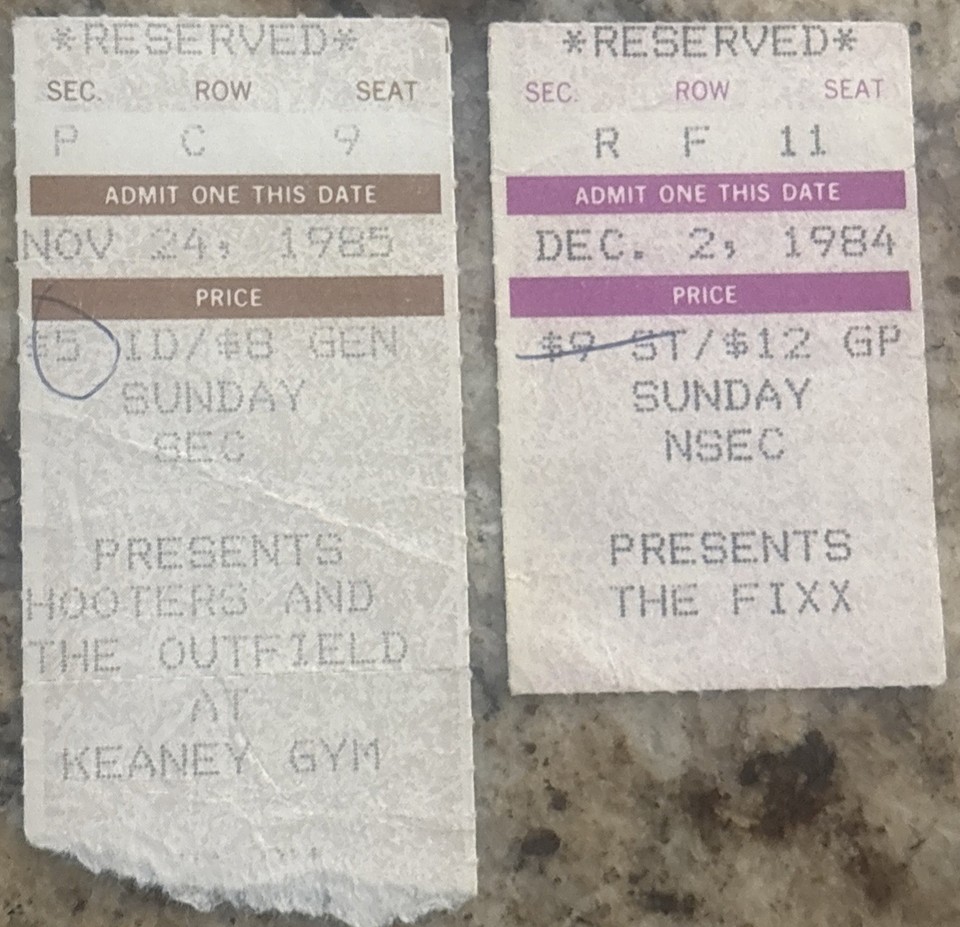 *RESERVED*
SEC. ROW SEAT
P C 9
ADMIT ONE THIS DATE
NOV 24, 1985
PRICE
$5 ID/$8 GEN
SUNDAY
SEC
PRESENTS
HOOTERS AND
THE OUTFIELD
AT
KEANEY GYM
*RESERVED*
SEC. ROW SEAT
R F 11
ADMIT ONE THIS DATE
DEC. 2, 1984
PRICE
$9 ST/$12 GP
SUNDAY
NSEC
PRESENTS
THE FIXX